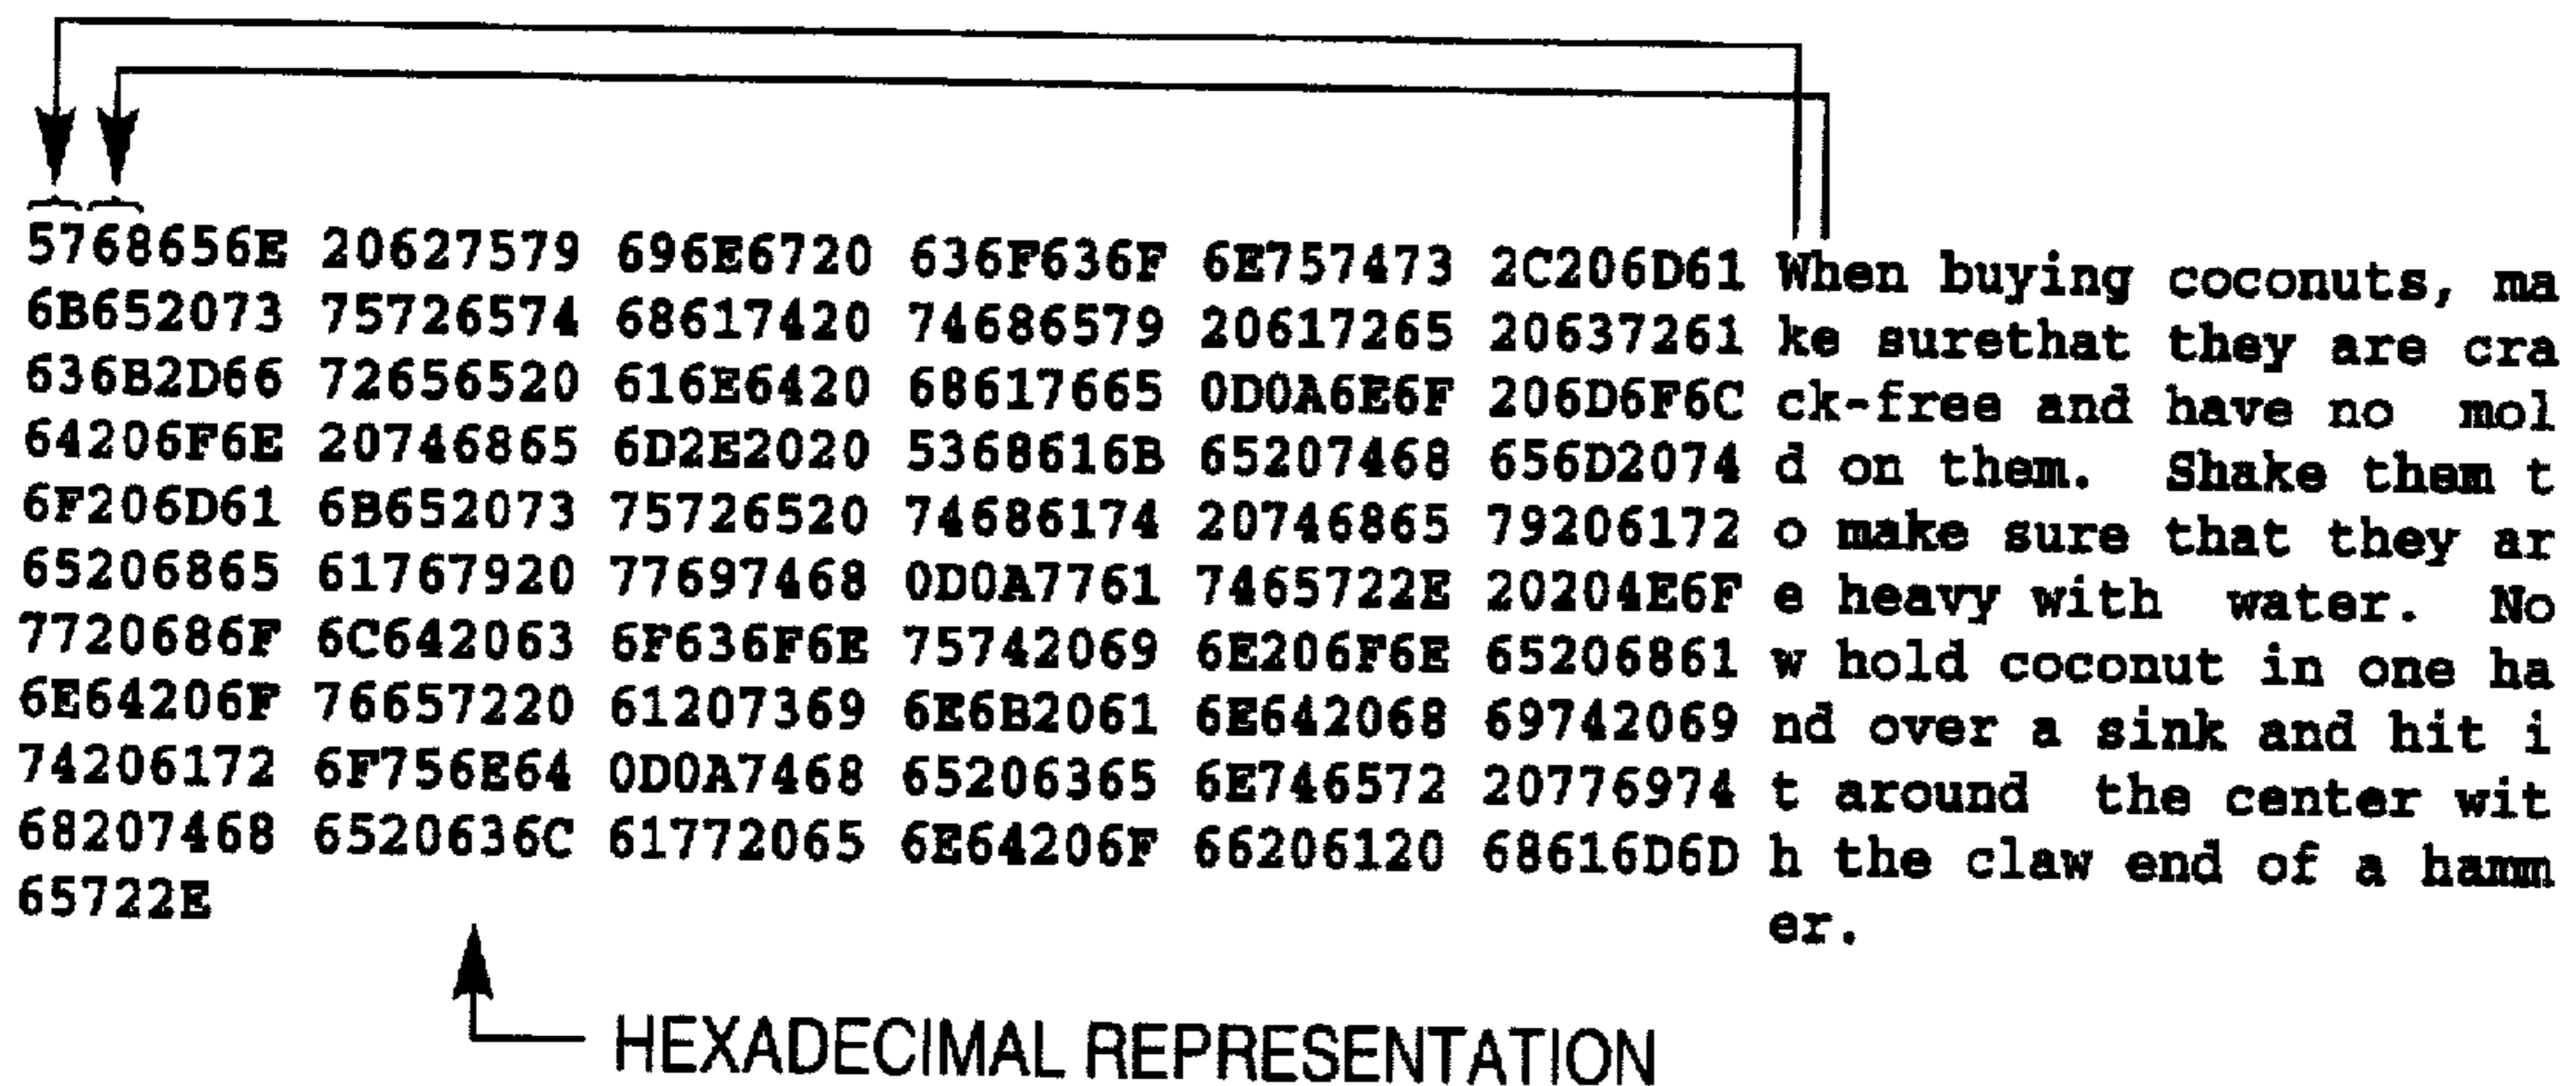 5768656E 20627579 696E6720 636F636F 6E757473 2C206D61 When buying coconuts, ma
6B652073 75726574 68617420 74686579 20617265 20637261 ke surethat they are cra
636B2D66 72656520 616E6420 68617665 0D0A6E6F 206D6F6C ck-free and have no  mol
64206F6E 20746865 6D2E2020 5368616B 65207468 656D2074 d on them.  Shake them t
6F206D61 6B652073 75726520 74686174 20746865 79206172 o make sure that they ar
65206865 61767920 77697468 0D0A7761 7465722E 20204E6F e heavy with  water.  No
7720686F 6C642063 6F636F6E 75742069 6E206F6E 65206861 w hold coconut in one ha
6E64206F 76657220 61207369 6E6B2061 6E642068 69742069 nd over a sink and hit i
74206172 6F756E64 0D0A7468 65206365 6E746572 20776974 t around  the center wit
68207468 6520636C 61772065 6E64206F 66206120 68616D6D h the claw end of a hamm
65722E er.
HEXADECIMAL REPRESENTATION